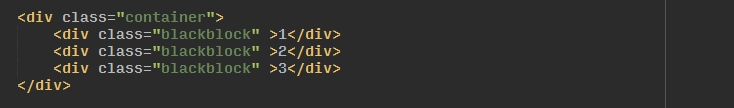 <div class="container">
    <div class="blackblock" >1</div>
    <div class="blackblock" >2</div>
    <div class="blackblock" >3</div>
</div>